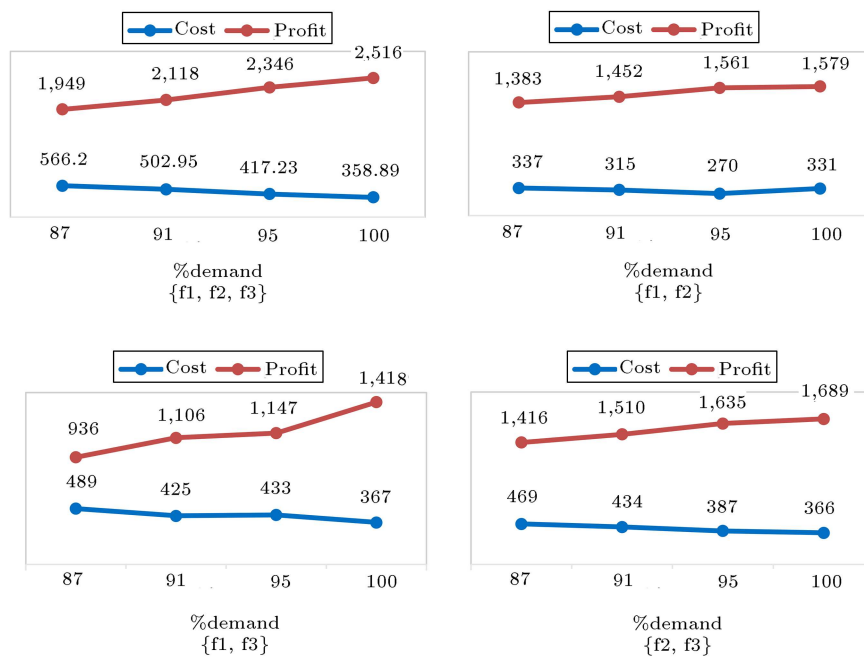 Cost Profit
1,949 2,118 2,346 2,516
566.2 502.95 417.23 358.89
87 91 95 100
%demand
{f1, f2, f3}
Cost Profit
1,383 1,452 1,561 1,579
337 315 270 331
87 91 95 100
%demand
{f1, f2}
Cost Profit
936 1,106 1,147 1,418
489 425 433 367
87 91 95 100
%demand
{f1, f3}
Cost Profit
1,416 1,510 1,635 1,689
469 434 387 366
87 91 95 100
%demand
{f2, f3}